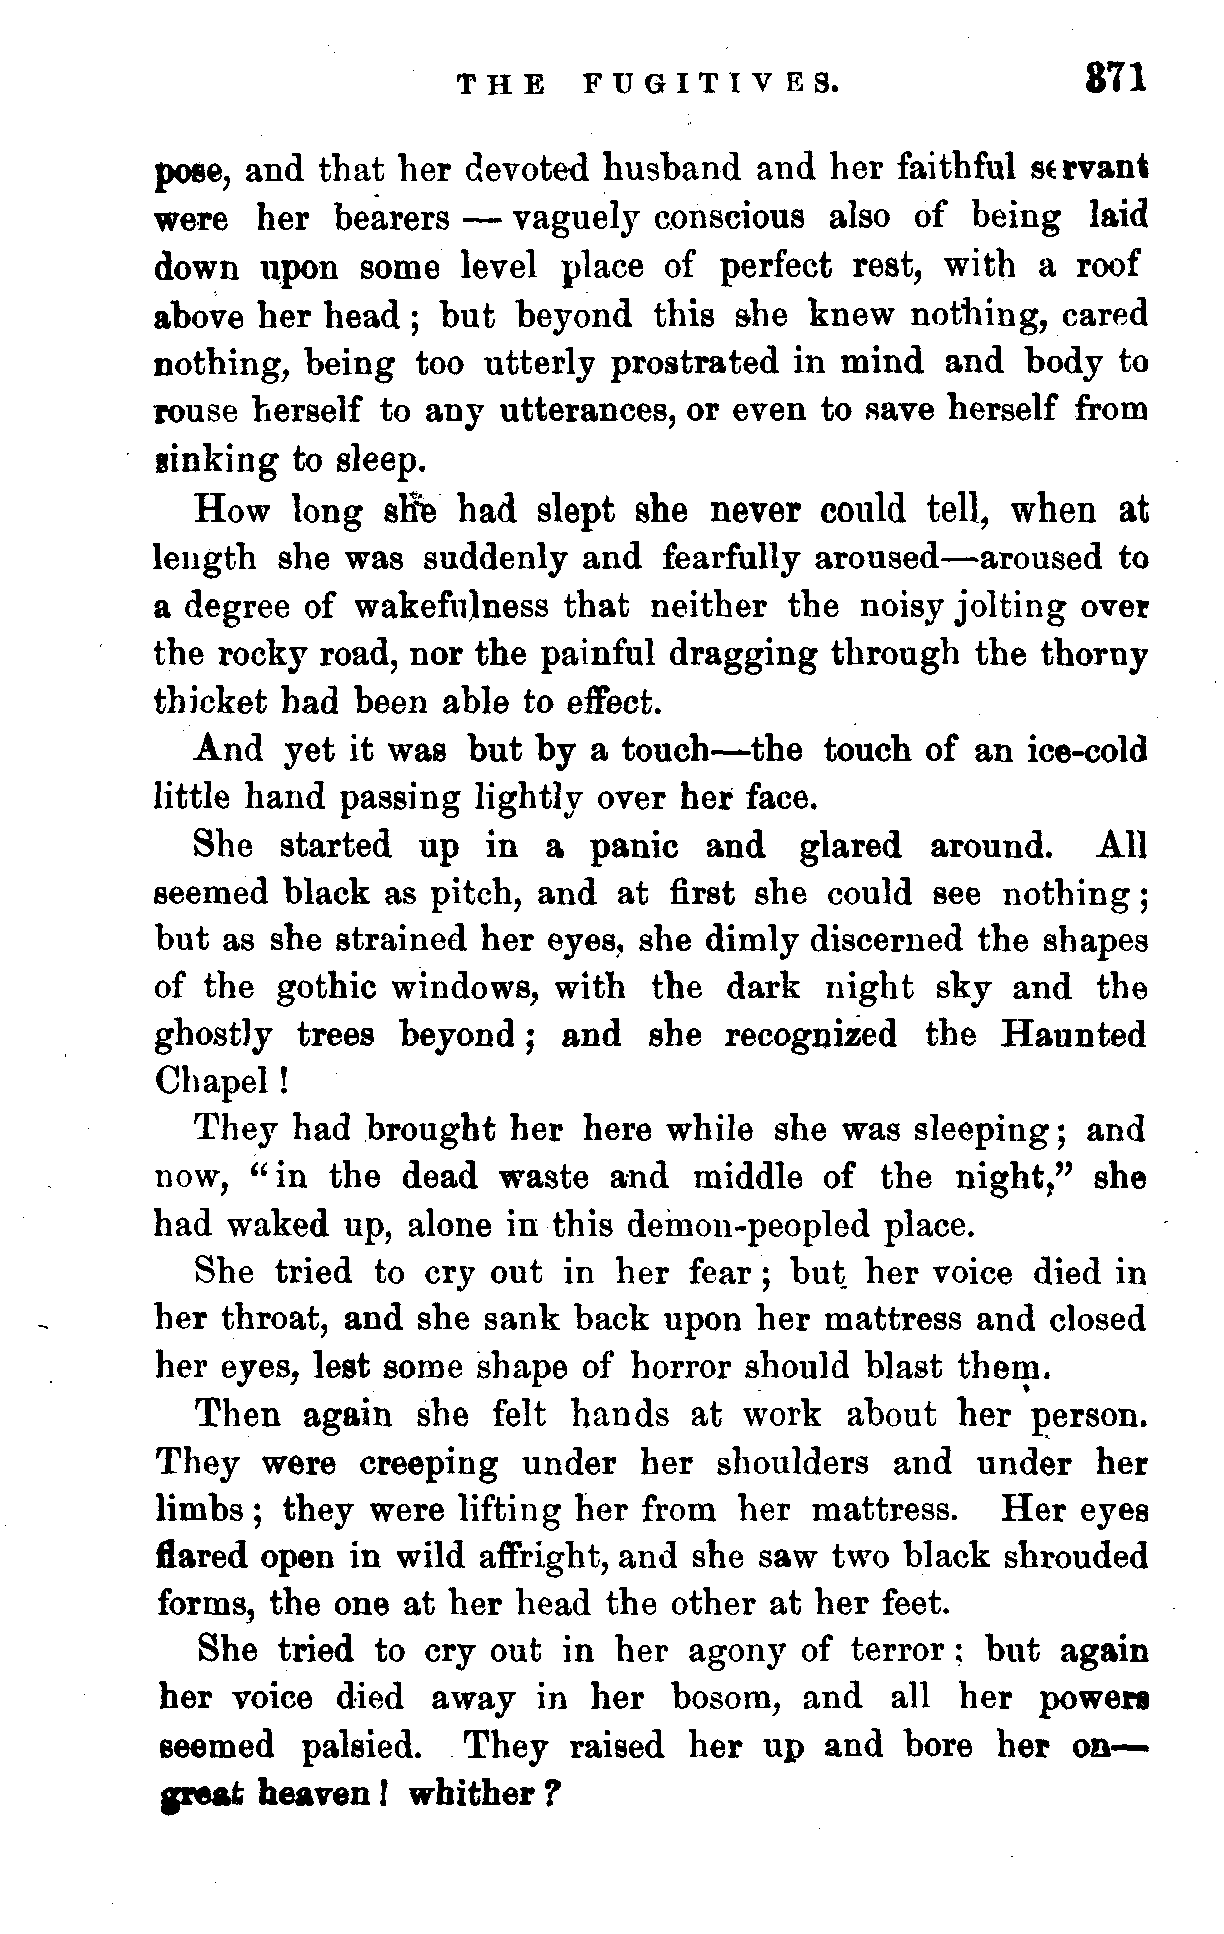 THE FUGITIVES. 371
pose, and that her devoted husband and her faithful servant
were her bearers — vaguely conscious also of being laid
down upon some level place of perfect rest, with a roof
above her head; but beyond this she knew nothing, cared
nothing, being too utterly prostrated in mind and body to
rouse herself to any utterances, or even to save herself from
sinking to sleep.
How long she had slept she never could tell, when at
length she was suddenly and fearfully aroused—aroused to
a degree of wakefulness that neither the noisy jolting over
the rocky road, nor the painful dragging through the thorny
thicket had been able to effect.
And yet it was but by a touch—the touch of an ice-cold
little hand passing lightly over her face.
She started up in a panic and glared around. All
seemed black as pitch, and at first she could see nothing;
but as she strained her eyes, she dimly discerned the shapes
of the gothic windows, with the dark night sky and the
ghostly trees beyond; and she recognized the Haunted
Chapel!
They had brought her here while she was sleeping; and
now, "in the dead waste and middle of the night," she
had waked up, alone in this demon-peopled place.
She tried to cry out in her fear; but her voice died in
her throat, and she sank back upon her mattress and closed
her eyes, lest some shape of horror should blast them.
Then again she felt hands at work about her person.
They were creeping under her shoulders and under her
limbs; they were lifting her from her mattress. Her eyes
flared open in wild affright, and she saw two black shrouded
forms, the one at her head the other at her feet.
She tried to cry out in her agony of terror; but again
her voice died away in her bosom, and all her powers
seemed palsied. They raised her up and bore her on—
great heaven! whither?